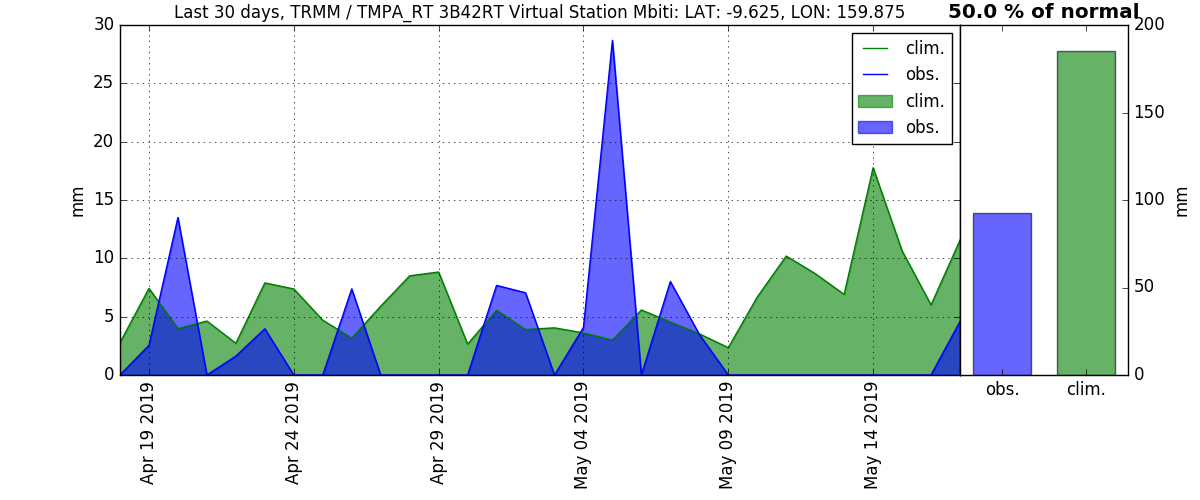 Last 30 days, TRMM / TMPA_RT 3B42RT Virtual Station Mbiti: LAT: -9.625, LON: 159.875
50.0 % of normal
30
25
20
15
10
5
0
mm
clim.
obs.
clim.
obs.
200
150
100
50
0
mm
Apr 19 2019
Apr 24 2019
Apr 29 2019
May 04 2019
May 09 2019
May 14 2019
obs.
clim.